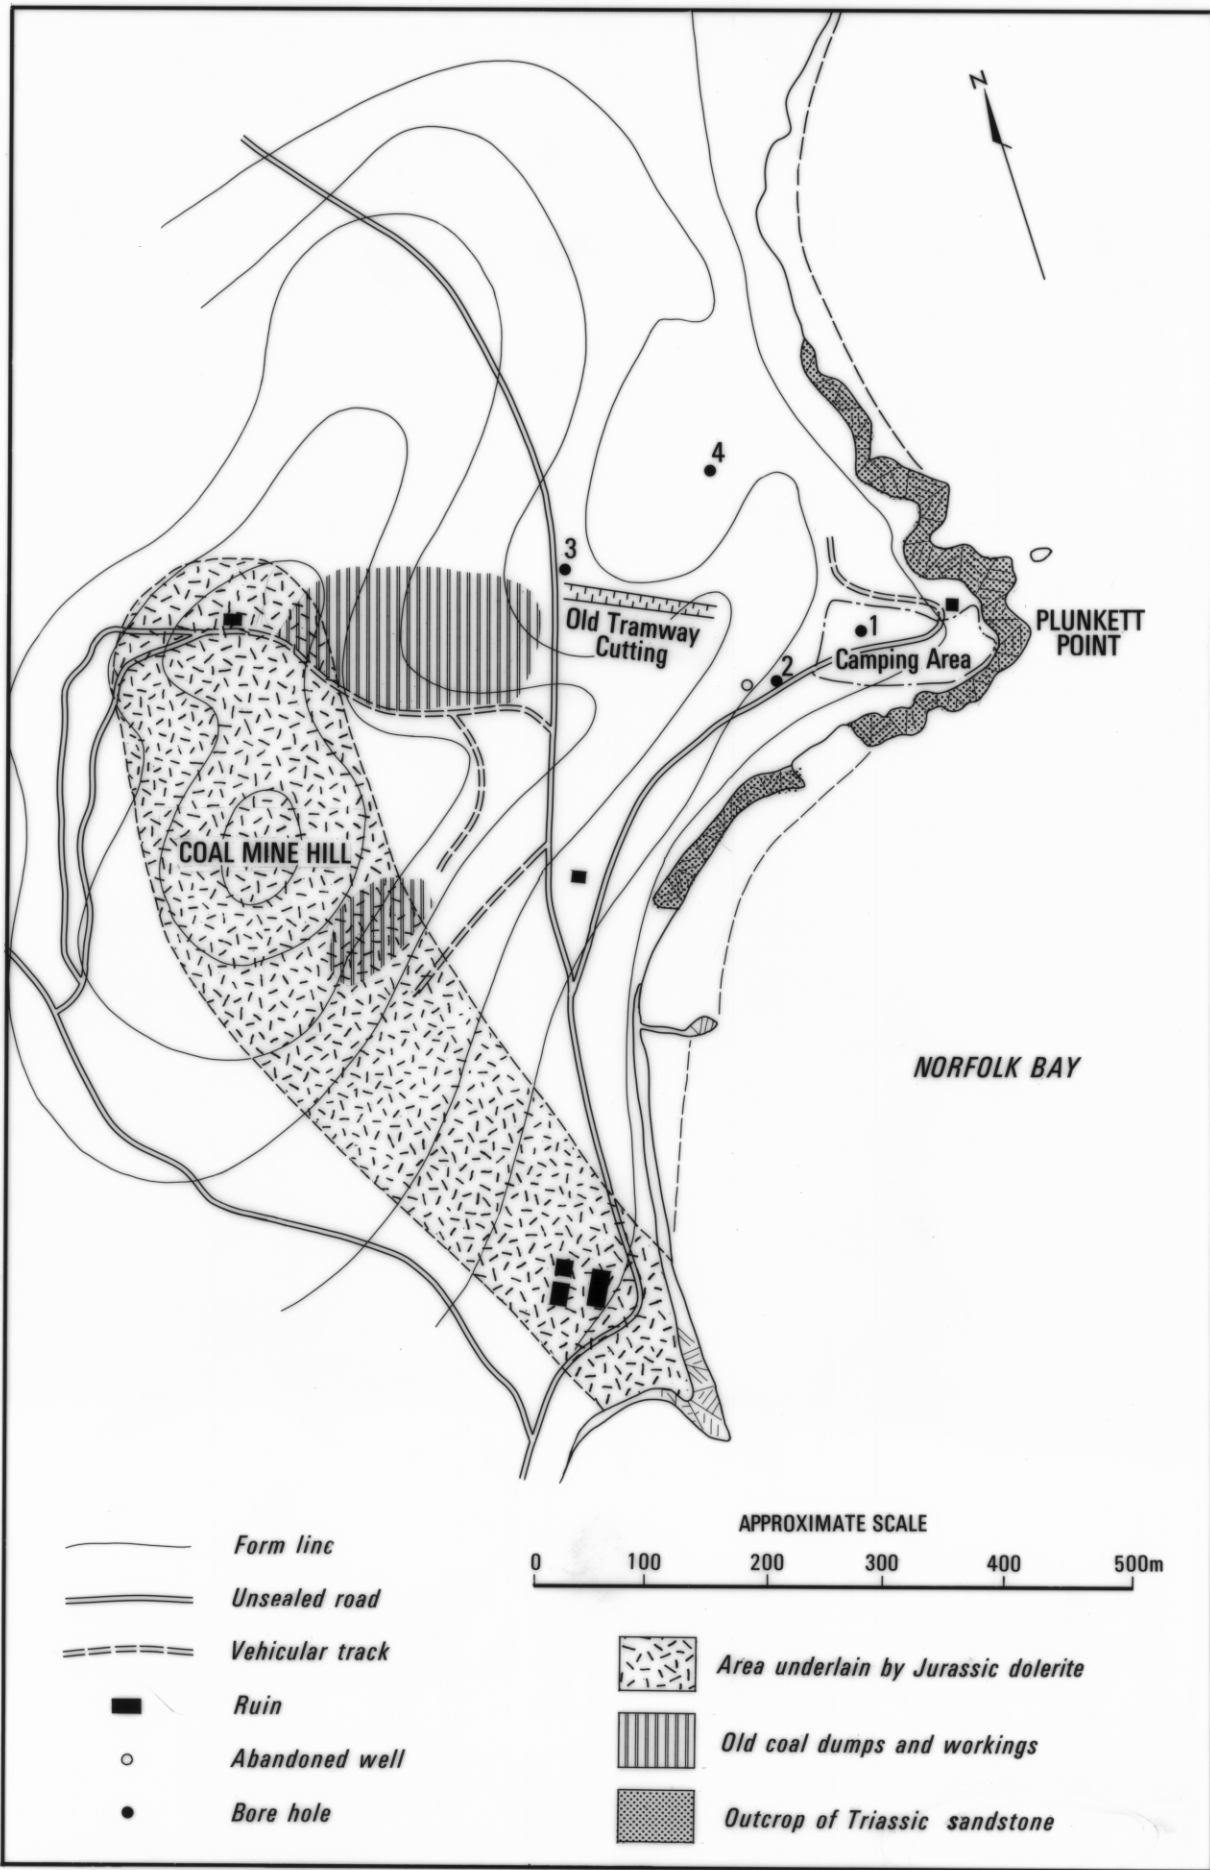 N
4
3
Old Tramway
Cutting
1
PLUNKETT
POINT
Camping Area
2
COAL MINE HILL
NORFOLK BAY
APPROXIMATE SCALE
0 100 200 300 400 500m
Form line
Unsealed road
Vehicular track
Ruin
Abandoned well
Bore hole
Area underlain by Jurassic dolerite
Old coal dumps and workings
Outcrop of Triassic sandstone